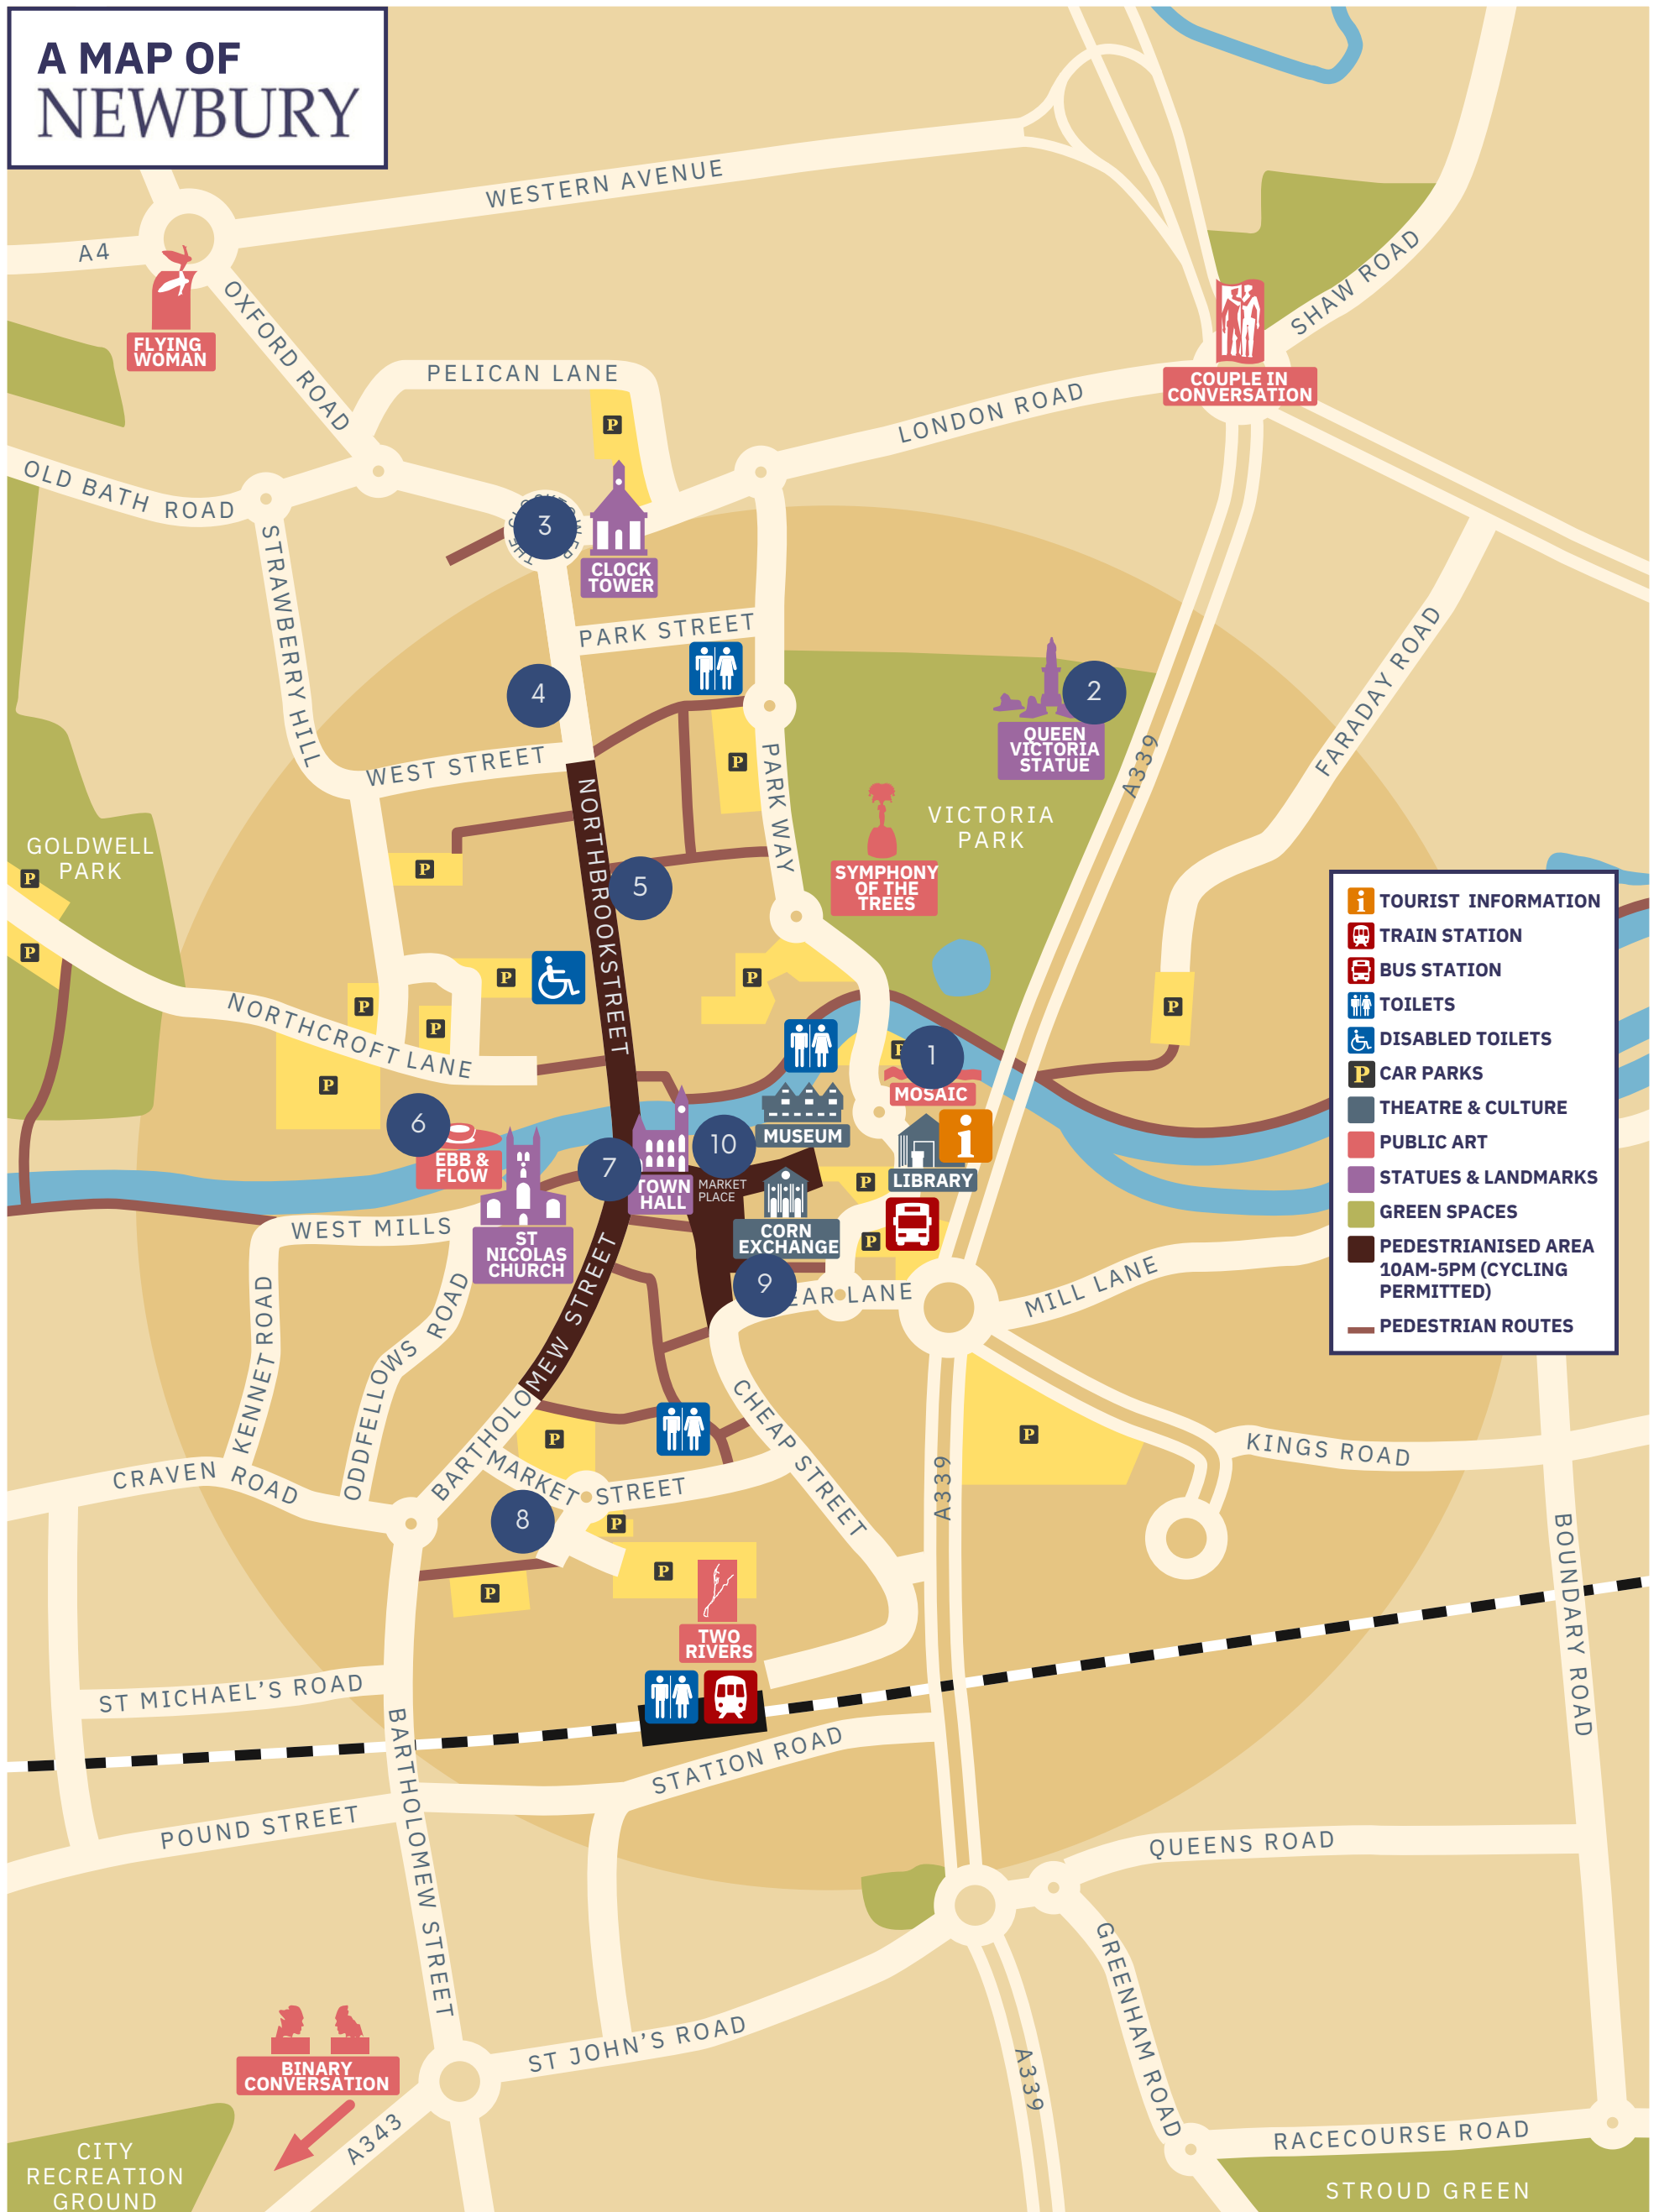 A MAP OF
NEWBURY
WESTERN AVENUE
A4
OXFORD ROAD
FLYING
WOMAN
PELICAN LANE
P
LONDON ROAD
SHAW ROAD
COUPLE IN
CONVERSATION
OLD BATH ROAD
STRAWBERRY HILL
3
CLOCK
TOWER
PARK STREET
4
2
QUEEN
VICTORIA
STATUE
A339
FARADAY ROAD
WEST STREET
NORTHBROOK STREET
P
PARK WAY
VICTORIA
PARK
SYMPHONY
OF THE
TREES
GOLDWELL
PARK
P
P
P
5
P
P
P
P
P
P
NORTHCROFT LANE
P
P
1
MOSAIC
6
EBB &
FLOW
7
TOWN
HALL
10
MARKET
PLACE
MUSEUM
i
LIBRARY
P
P
CORN
EXCHANGE
ST
NICOLAS
CHURCH
WEST MILLS
9
EAR LANE
MILL LANE
KENNET ROAD
ODDFELLOWS ROAD
BARTHOLOMEW STREET
CHEAP STREET
P
P
A339
KINGS ROAD
CRAVEN ROAD
MARKET STREET
8
P
P
P
TWO
RIVERS
BOUNDARY ROAD
ST MICHAEL'S ROAD
STATION ROAD
POUND STREET
BARTHOLOMEW STREET
QUEENS ROAD
GREENHAM ROAD
ST JOHN'S ROAD
A339
BINARY
CONVERSATION
A343
CITY
RECREATION
GROUND
RACECOURSE ROAD
STROUD GREEN
i TOURIST INFORMATION
TRAIN STATION
BUS STATION
TOILETS
DISABLED TOILETS
P CAR PARKS
THEATRE & CULTURE
PUBLIC ART
STATUES & LANDMARKS
GREEN SPACES
PEDESTRIANISED AREA
10AM-5PM (CYCLING
PERMITTED)
PEDESTRIAN ROUTES